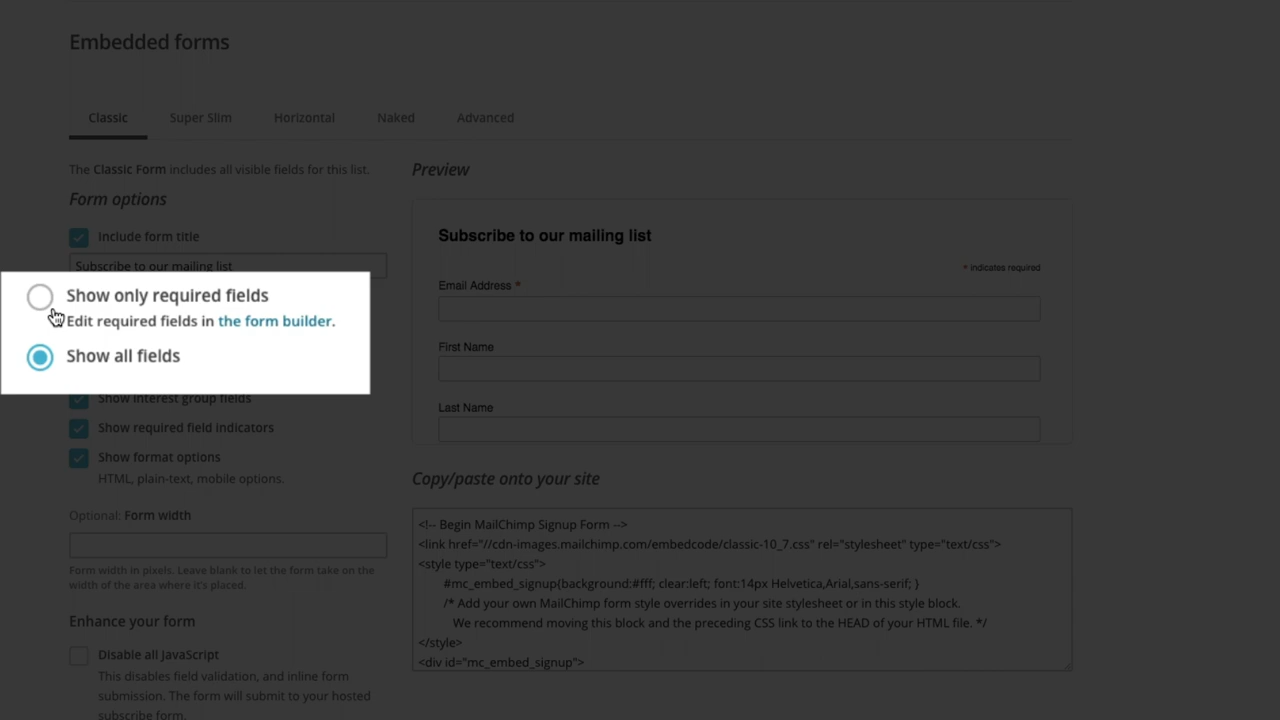 Embedded forms
Classic Super Slim Horizontal Naked Advanced
The Classic Form includes all visible fields for this list.
Form options
Include form title
Subscribe to our mailing list
Show only required fields
Edit required fields in the form builder.
Show all fields
Show interest group fields
Show required field indicators
Show format options
HTML, plain-text, mobile options.
Optional: Form width
Form width in pixels. Leave blank to let the form take on the
width of the area where it's placed.
Enhance your form
Disable all JavaScript
This disables field validation, and inline form
submission. The form will submit to your hosted
subscribe form.
Preview
Subscribe to our mailing list
* indicates required
Email Address *
First Name
Last Name
Copy/paste onto your site
<!-- Begin MailChimp Signup Form -->
<link href="//cdn-images.mailchimp.com/embedcode/classic-10_7.css" rel="stylesheet" type="text/css">
<style type="text/css">
#mc_embed_signup{background:#fff; clear:left; font:14px Helvetica,Arial,sans-serif; }
/* Add your own MailChimp form style overrides in your site stylesheet or in this style block.
We recommend moving this block and the preceding CSS link to the HEAD of your HTML file. */
</style>
<div id="mc_embed_signup">